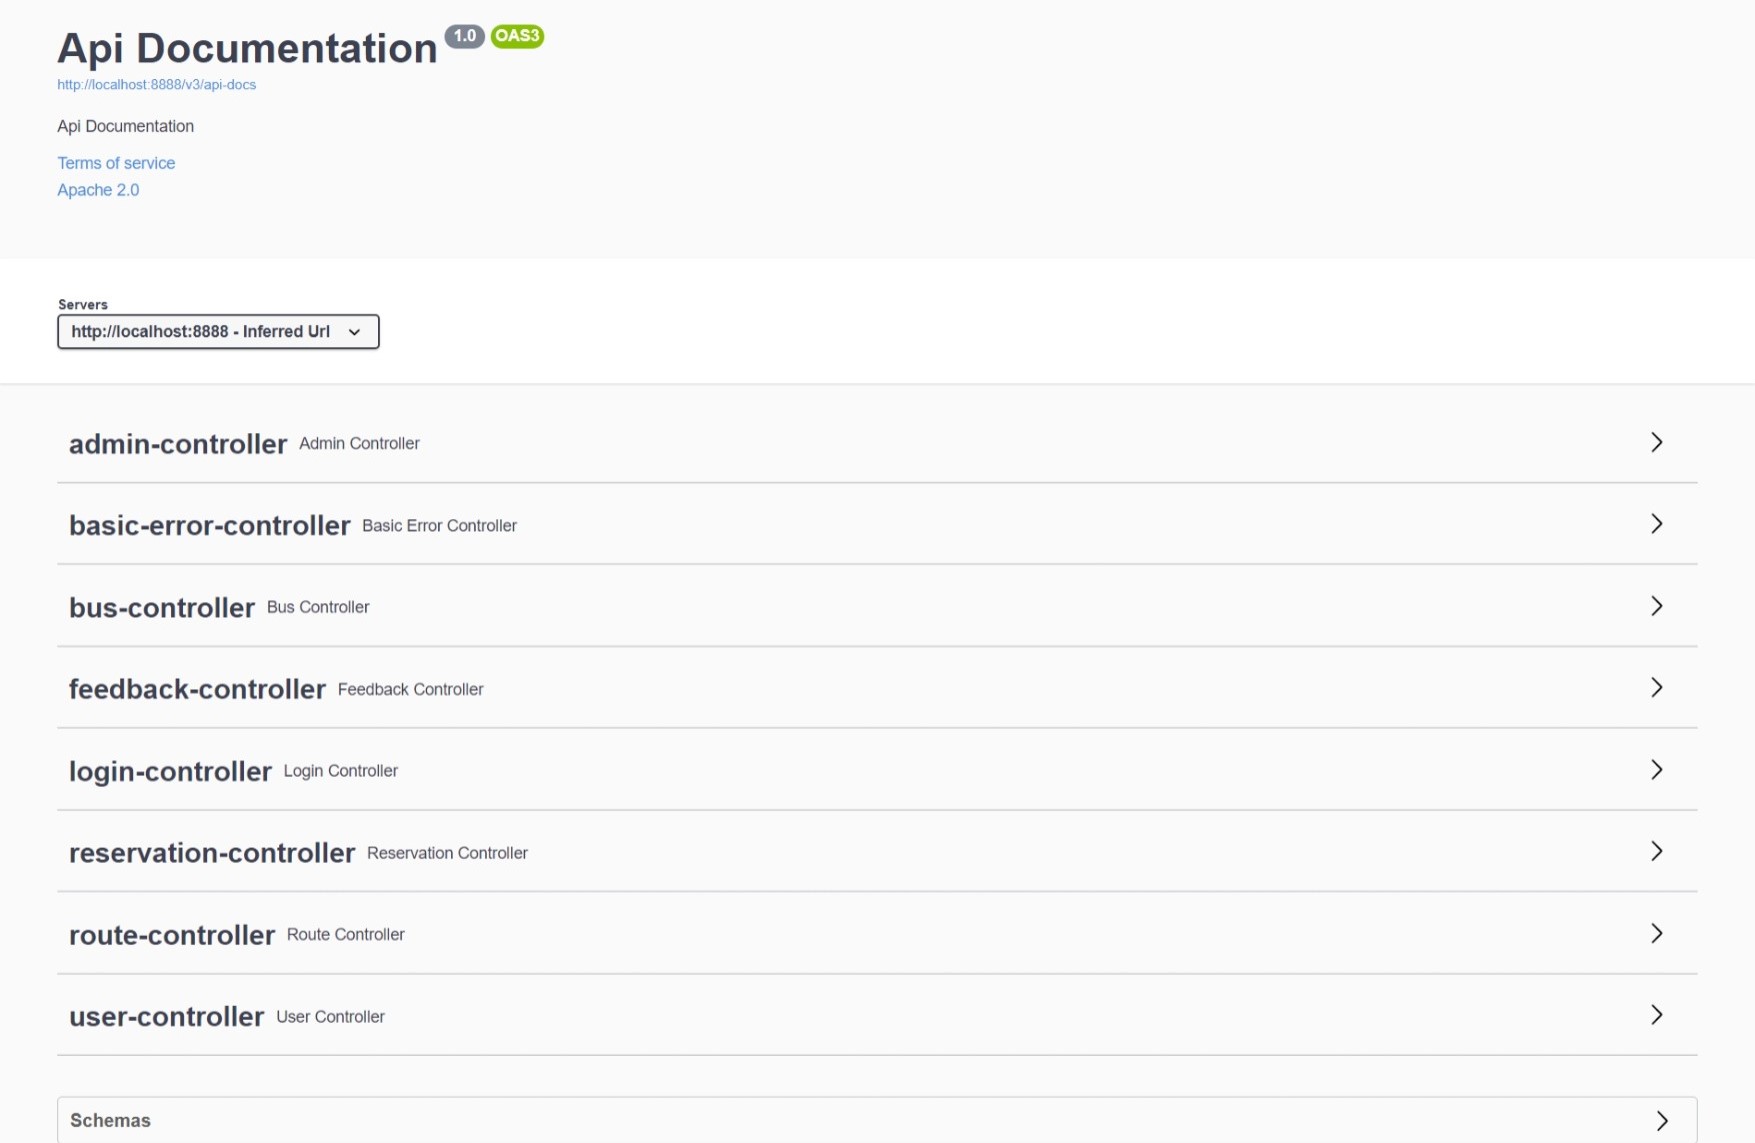 Api Documentation 1.0 OAS3
http://localhost:8888/v3/api-docs
Api Documentation
Terms of service
Apache 2.0
Servers
http://localhost:8888 - Inferred Url
admin-controller Admin Controller
basic-error-controller Basic Error Controller
bus-controller Bus Controller
feedback-controller Feedback Controller
login-controller Login Controller
reservation-controller Reservation Controller
route-controller Route Controller
user-controller User Controller
Schemas